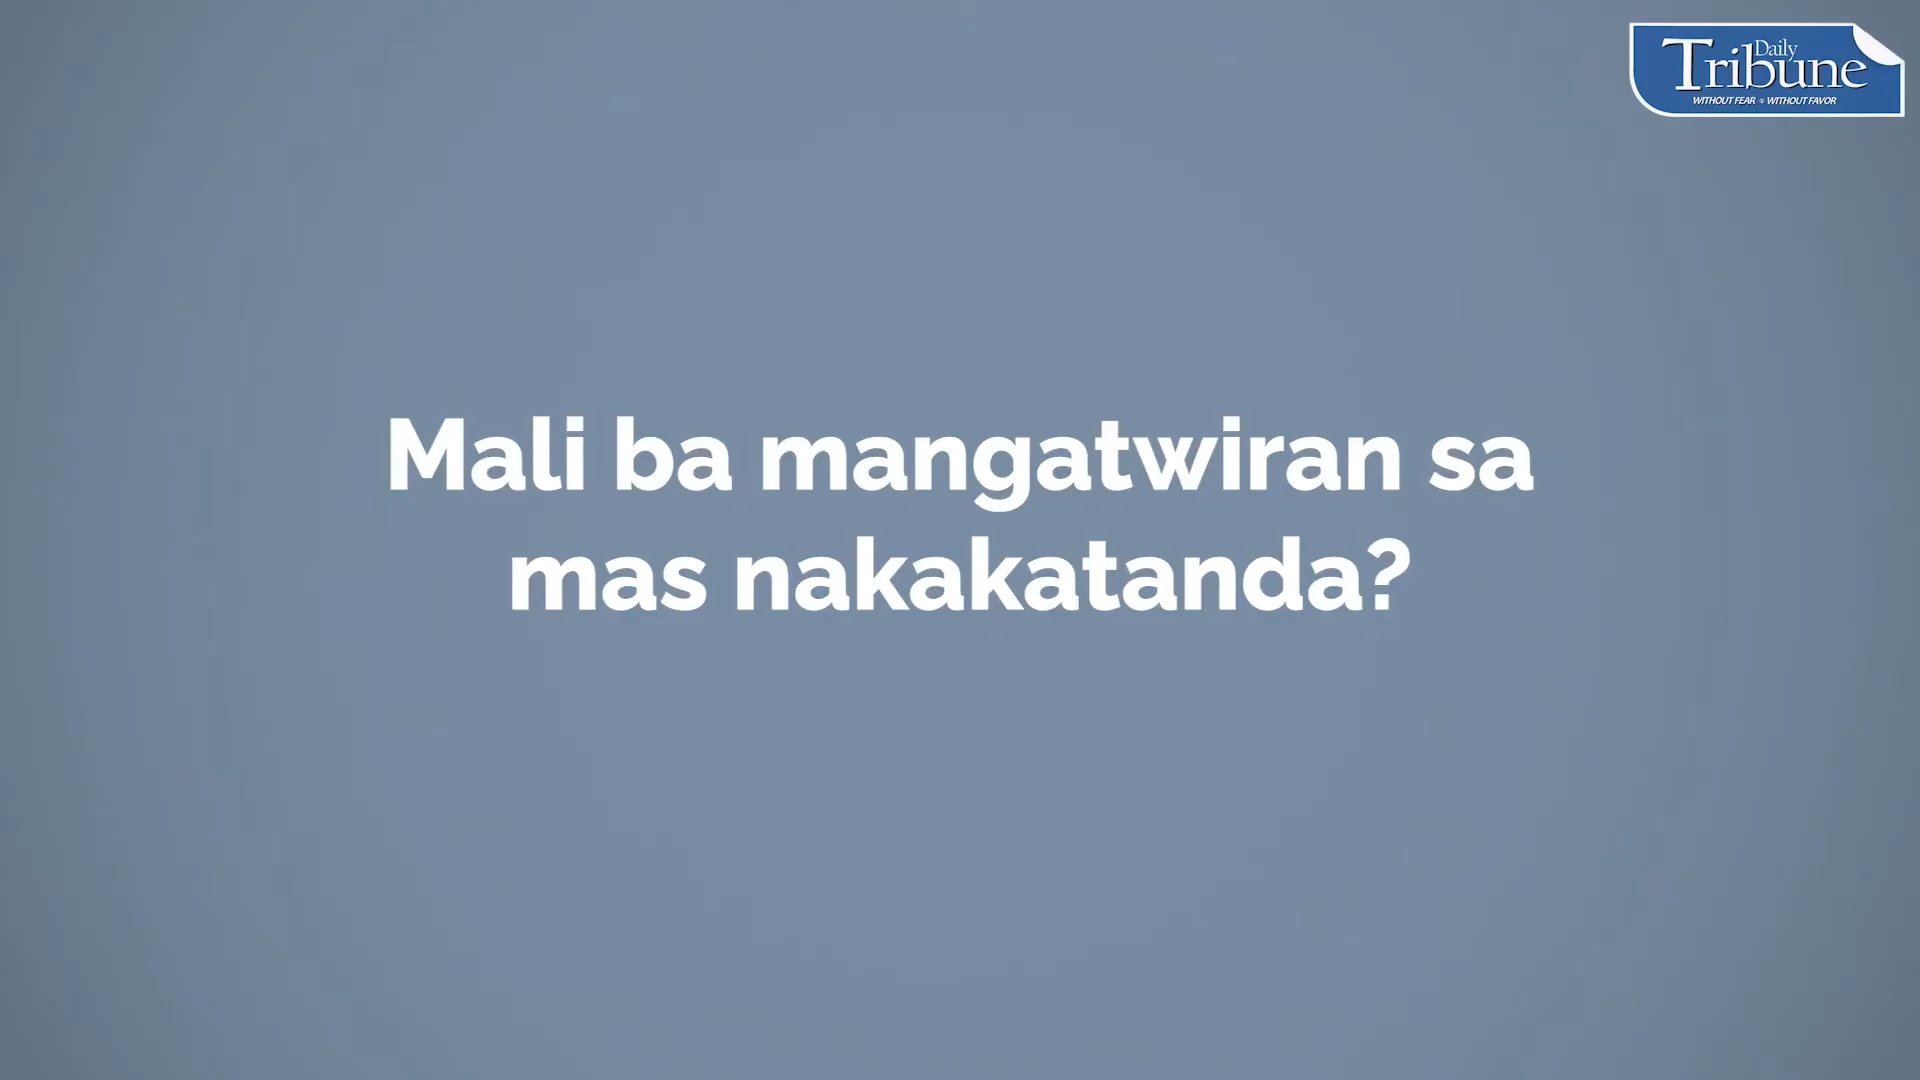 Daily
Tribune
WITHOUT FEAR • WITHOUT FAVOR
Mali ba mangatwiran sa
mas nakakatanda?